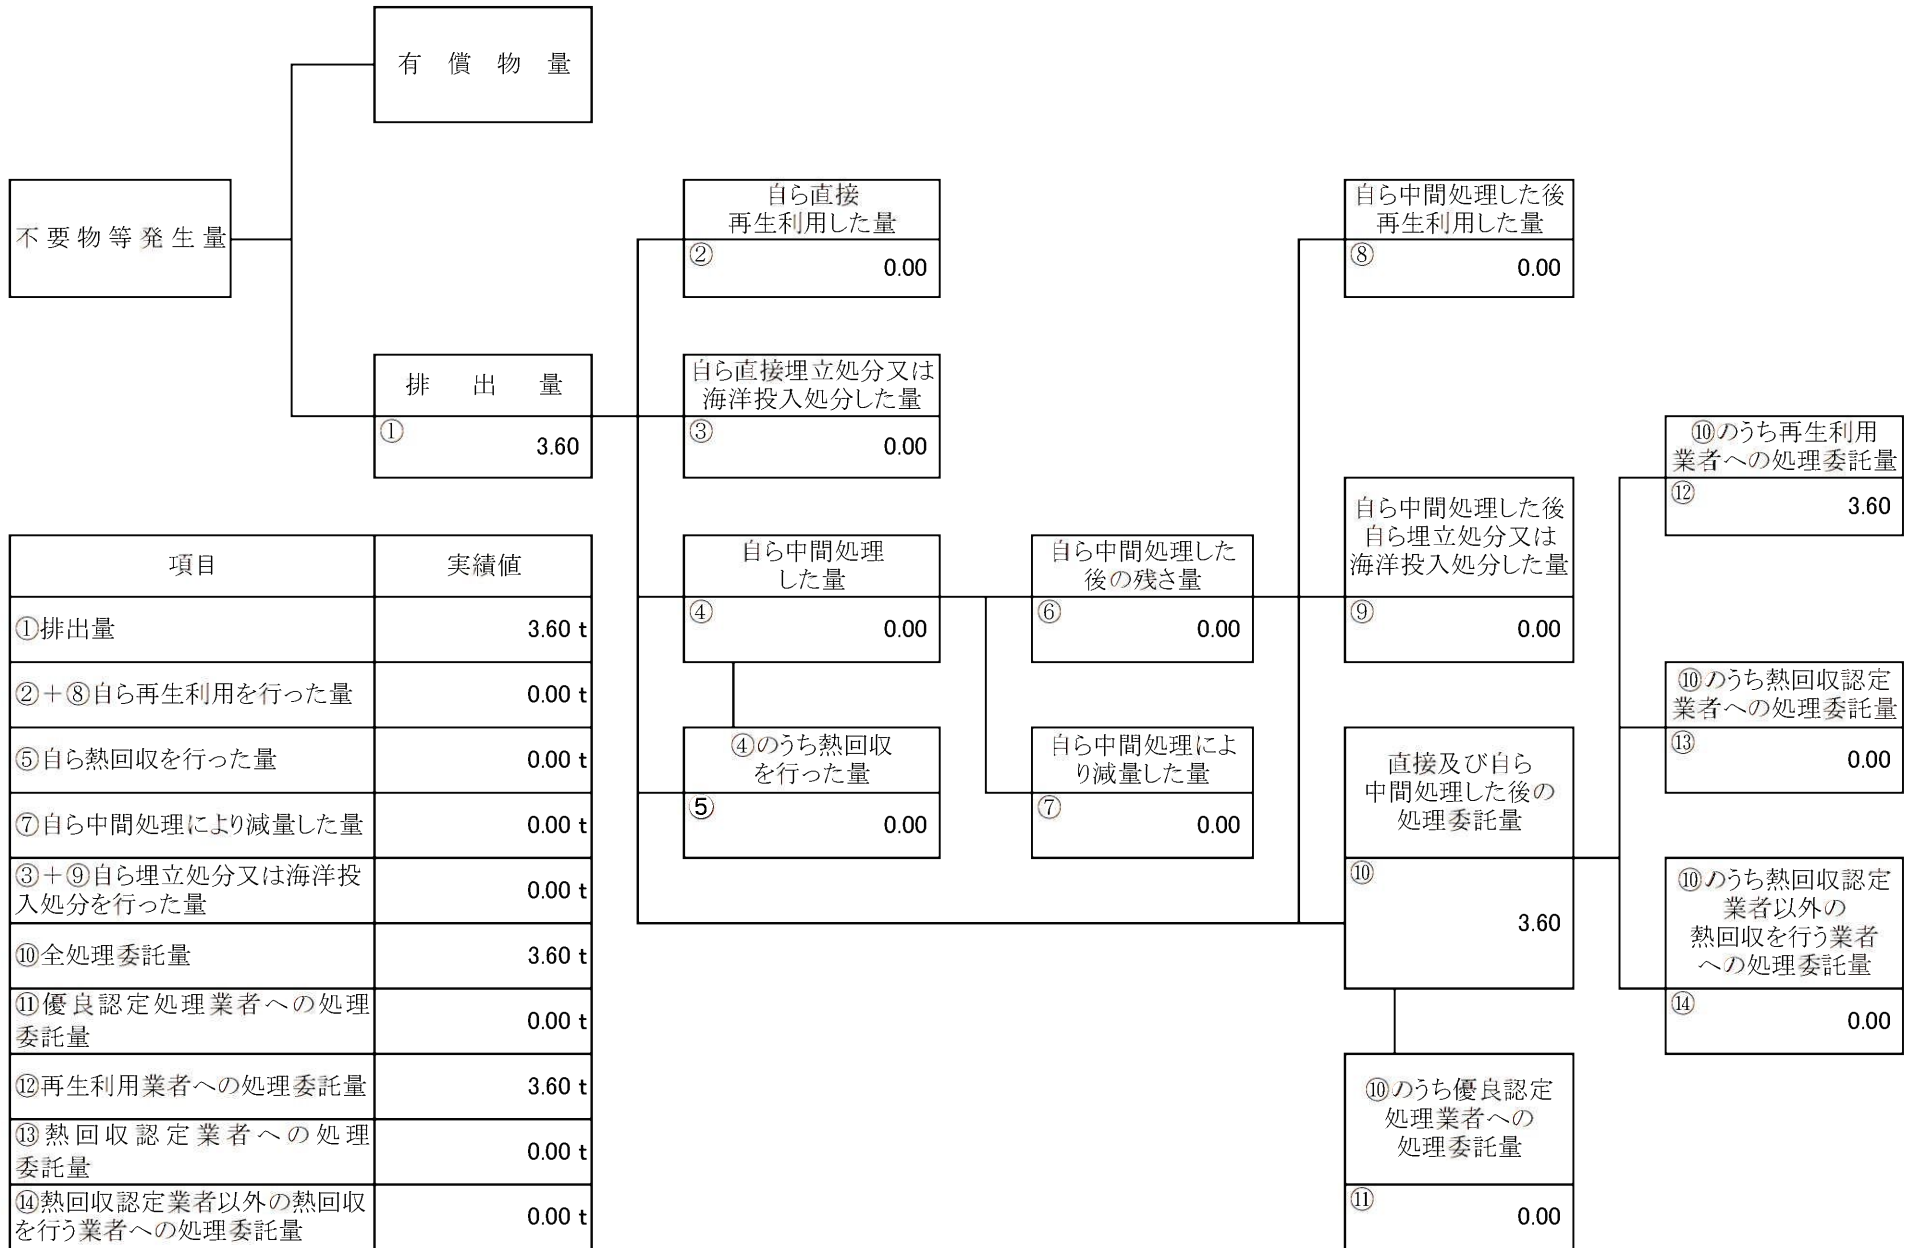 有償物量
不要物等発生量
排出量
①
3.60
自ら直接
再生利用した量
②
0.00
自ら直接埋立処分又は
海洋投入処分した量
③
0.00
自ら中間処理
した量
④
0.00
④のうち熱回収
を行った量
⑤
0.00
自ら中間処理した
後の残さ量
⑥
0.00
自ら中間処理によ
り減量した量
⑦
0.00
自ら中間処理した後
再生利用した量
⑧
0.00
自ら中間処理した後
自ら埋立処分又は
海洋投入処分した量
⑨
0.00
直接及び自ら
中間処理した後の
処理委託量
⑩
3.60
⑩のうち優良認定
処理業者への
処理委託量
⑪
0.00
⑩のうち再生利用
業者への処理委託量
⑫
3.60
⑩のうち熱回収認定
業者への処理委託量
⑬
0.00
⑩のうち熱回収認定
業者以外の
熱回収を行う業者
への処理委託量
⑭
0.00
項目 実績値
①排出量 3.60 t
②+⑧自ら再生利用を行った量 0.00 t
⑤自ら熱回収を行った量 0.00 t
⑦自ら中間処理により減量した量 0.00 t
③+⑨自ら埋立処分又は海洋投
入処分を行った量 0.00 t
⑩全処理委託量 3.60 t
⑪優良認定処理業者への処理
委託量 0.00 t
⑫再生利用業者への処理委託量 3.60 t
⑬熱回収認定業者への処理
委託量 0.00 t
⑭熱回収認定業者以外の熱回収
を行う業者への処理委託量 0.00 t